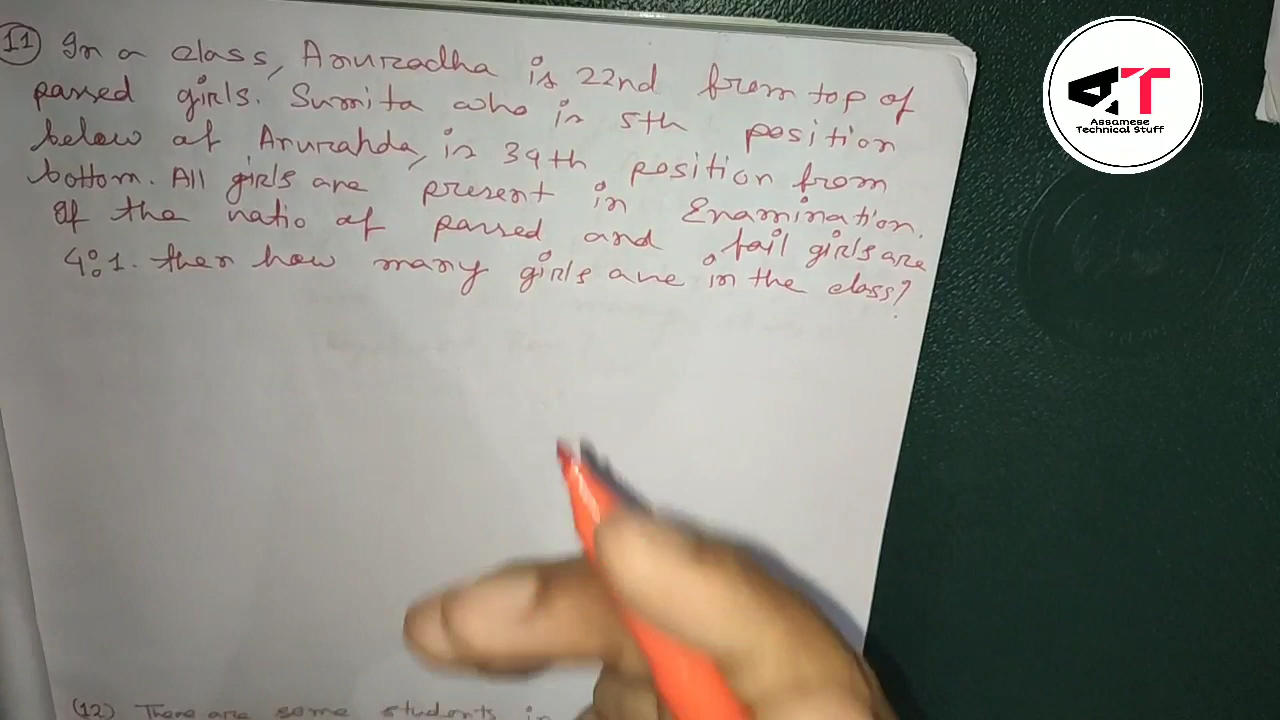 11 In a class, Anuradha is 22nd from top of
passed girls. Sumita who is 5th position
below of Anurahda, is 34th position from
bottom. All girls are present in Examination.
If the ratio of passed and fail girls are
4:1. then how many girls are in the class?
(12) There are some students in
AT
Assamese
Technical Stuff